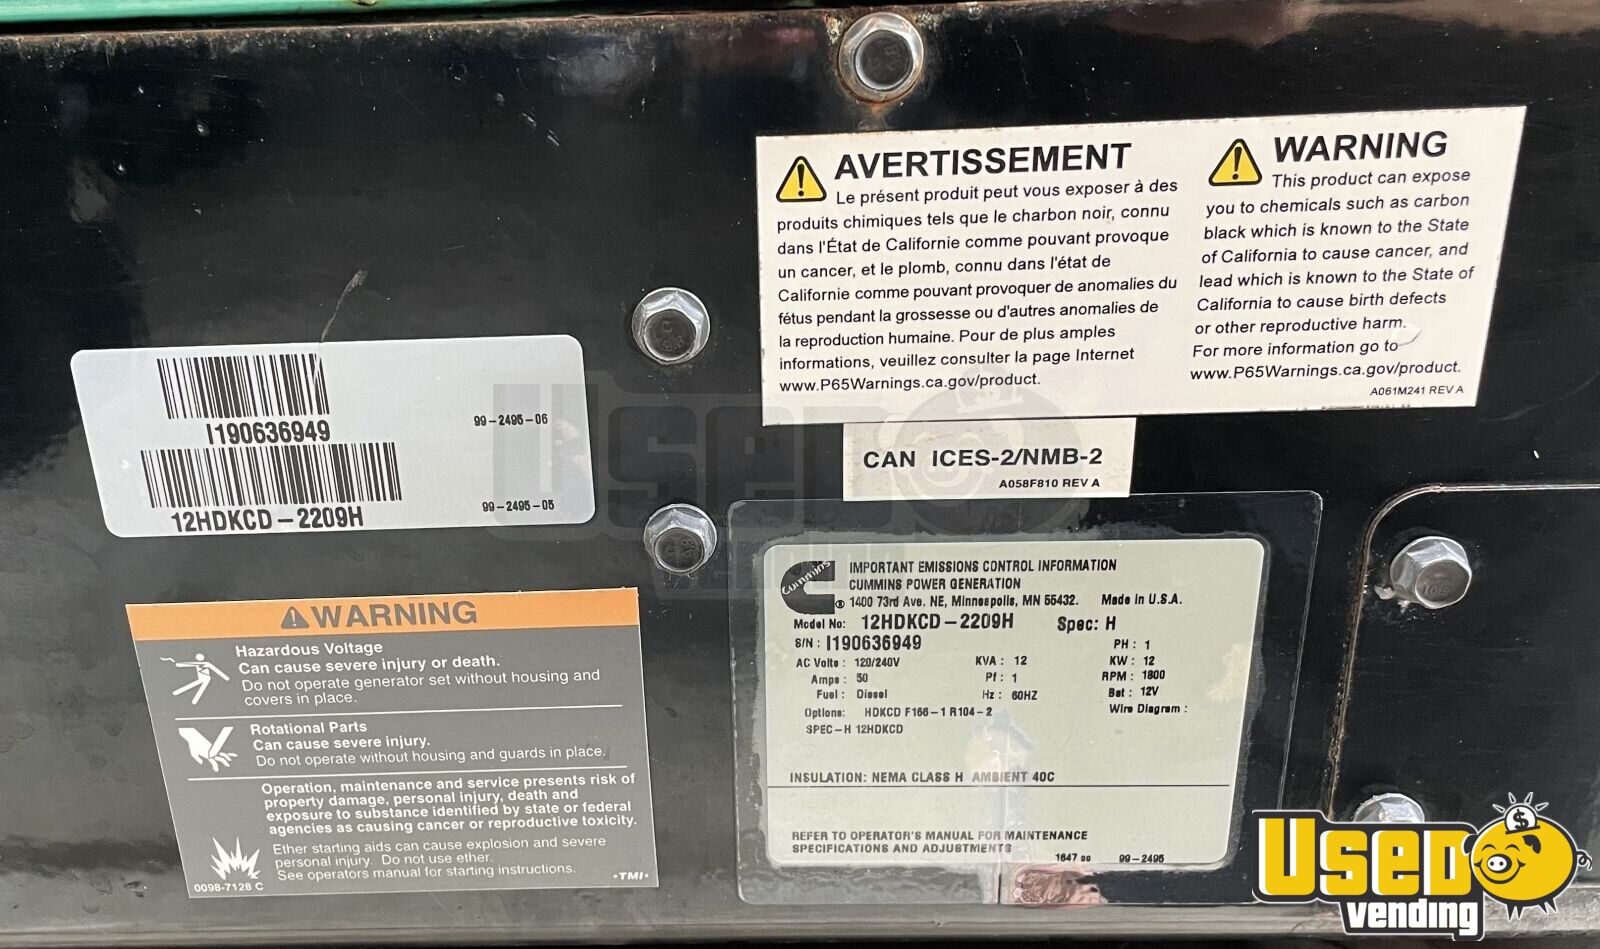 AVERTISSEMENT
Le présent produit peut vous exposer à des
produits chimiques tels que le charbon noir, connu
dans l'État de Californie comme pouvant provoque
un cancer, et le plomb, connu dans l'état de
Californie comme pouvant provoquer de anomalies du
fétus pendant la grossesse ou d'autres anomalies de
la reproduction humaine. Pour de plus amples
informations, veuillez consulter la page Internet
www.P65Warnings.ca.gov/product.
WARNING
This product can expose
you to chemicals such as carbon
black which is known to the State
of California to cause cancer, and
lead which is known to the State of
California to cause birth defects
or other reproductive harm.
For more information go to
www.P65Warnings.ca.gov/product.
A061M241 REV A
I190636949
99-2495-06
12HDKCD-2209H
99-2495-05
CAN ICES-2/NMB-2
A058F810 REV A
WARNING
Hazardous Voltage
Can cause severe injury or death.
Do not operate generator set without housing and
covers in place.
Rotational Parts
Can cause severe injury.
Do not operate without housing and guards in place.
Operation, maintenance and service presents risk of
property damage, personal injury, death and
exposure to substance identified by state or federal
agencies as causing cancer or reproductive toxicity.
Ether starting aids can cause explosion and severe
personal injury. Do not use ether.
See operators manual for starting instructions.
0098-7128 C
·TMI·
Cummins
IMPORTANT EMISSIONS CONTROL INFORMATION
CUMMINS POWER GENERATION
® 1400 73rd Ave. NE, Minneapolis, MN 55432. Made in U.S.A.
Model No: 12HDKCD-2209H Spec: H
S/N: I190636949 PH: 1
AC Volts: 120/240V KVA: 12 KW: 12
Amps: 50 Pf: 1 RPM: 1800
Fuel: Diesel Hz: 60HZ Bat: 12V
Options: HDKCD F166-1 R104-2 Wire Diagram:
SPEC-H 12HDKCD
INSULATION: NEMA CLASS H AMBIENT 40C
REFER TO OPERATOR'S MANUAL FOR MAINTENANCE
SPECIFICATIONS AND ADJUSTMENTS
1647 99-2495
USED
vending